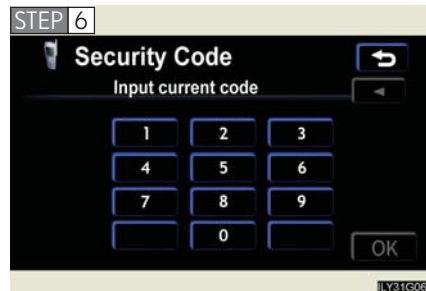 STEP 6
Security Code
Input current code
1 2 3
4 5 6
7 8 9
0
OK
ILY31G06